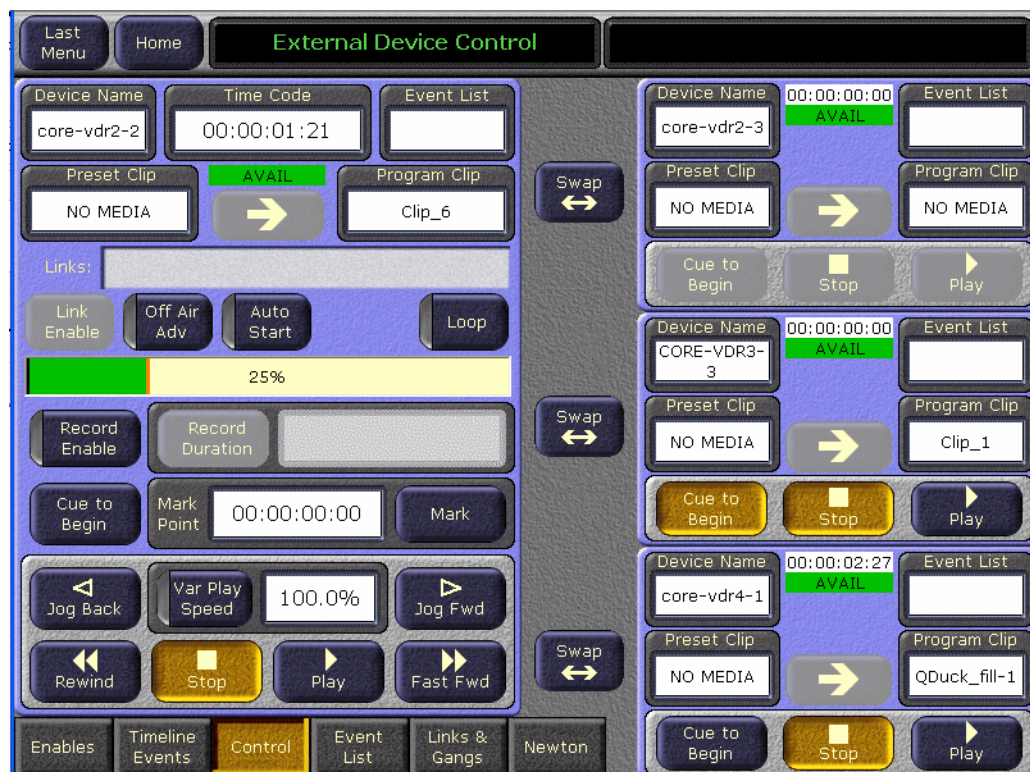 Last
Menu
Home
External Device Control
Device Name
Time Code
Event List
core-vdr2-2
00:00:01:21
Preset Clip
AVAIL
Program Clip
NO MEDIA
Clip_6
Links:
Link
Enable
Off Air
Adv
Auto
Start
Loop
25%
Record
Enable
Record
Duration
Cue to
Begin
Mark
Point
00:00:00:00
Mark
Jog Back
Var Play
Speed
100.0%
Jog Fwd
Rewind
Stop
Play
Fast Fwd
Swap
Swap
Swap
Device Name
00:00:00:00
Event List
core-vdr2-3
AVAIL
Preset Clip
Program Clip
NO MEDIA
NO MEDIA
Cue to
Begin
Stop
Play
Device Name
00:00:00:00
Event List
CORE-VDR3-
3
AVAIL
Preset Clip
Program Clip
NO MEDIA
Clip_1
Cue to
Begin
Stop
Play
Device Name
00:00:02:27
Event List
core-vdr4-1
AVAIL
Preset Clip
Program Clip
NO MEDIA
QDuck_fill-1
Cue to
Begin
Stop
Play
Enables
Timeline
Events
Control
Event
List
Links &
Gangs
Newton